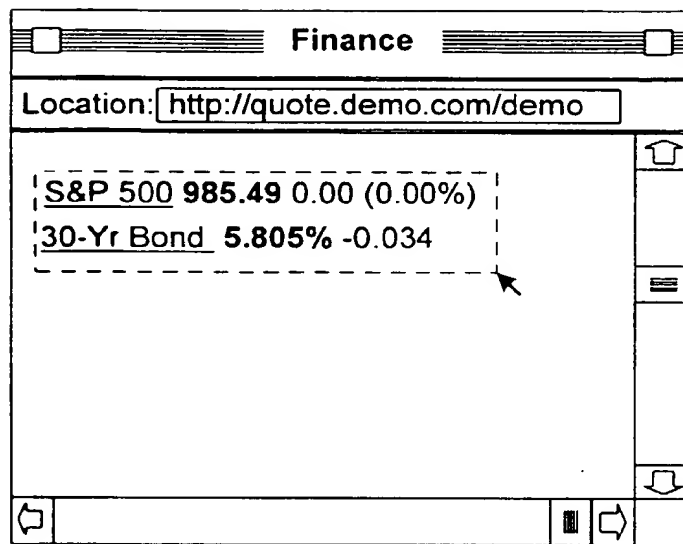 Finance
Location: http://quote.demo.com/demo
S&P 500 985.49 0.00 (0.00%)
30-Yr Bond 5.805% -0.034